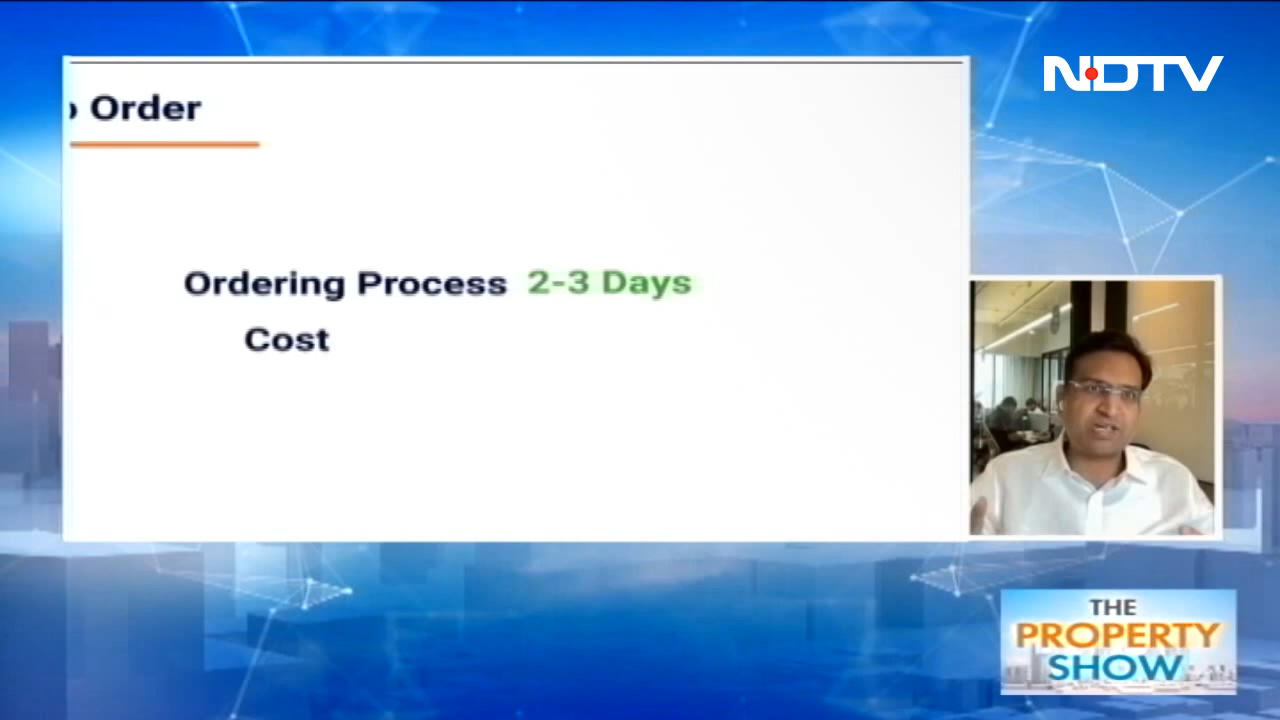 NDTV
Order
Ordering Process 2-3 Days
Cost
THE
PROPERTY
SHOW